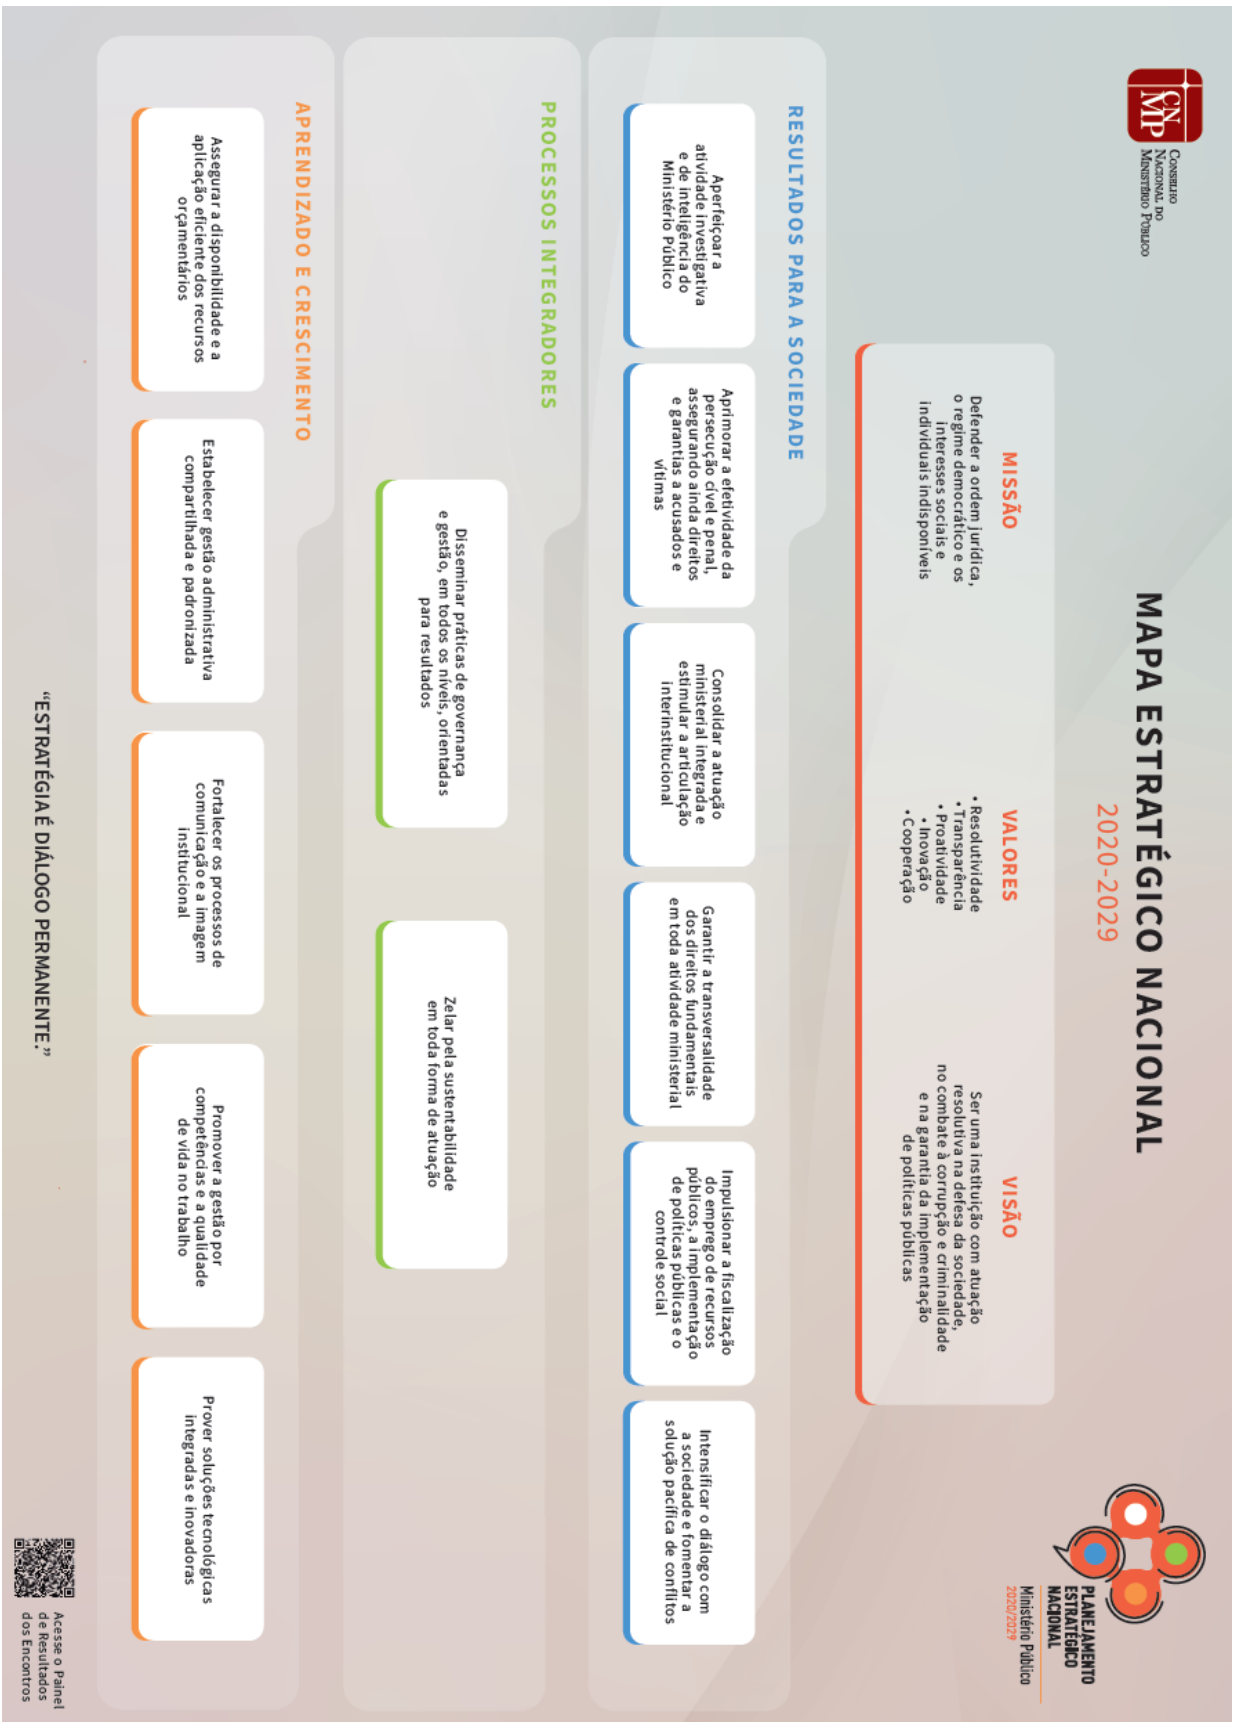 CNMP
CONSELHO
NACIONAL DO
MINISTÉRIO PÚBLICO
MAPA ESTRATÉGICO NACIONAL
2020-2029
PLANEJAMENTO
ESTRATÉGICO
NACIONAL
Ministério Público
2020/2029
MISSÃO
Defender a ordem jurídica,
o regime democrático e os
interesses sociais e
individuais indisponíveis
VALORES
• Resolutividade
• Transparência
• Proatividade
• Inovação
• Cooperação
VISÃO
Ser uma instituição com atuação
resolutiva na defesa da sociedade,
no combate à corrupção e criminalidade
e na garantia da implementação
de políticas públicas
RESULTADOS PARA A SOCIEDADE
Aperfeiçoar a
atividade investigativa
e de inteligência do
Ministério Público
Aprimorar a efetividade da
persecução cível e penal,
assegurando ainda direitos
e garantias a acusados e
vítimas
Consolidar a atuação
ministerial integrada e
estimular a articulação
interinstitucional
Garantir a transversalidade
dos direitos fundamentais
em toda atividade ministerial
Impulsionar a fiscalização
do emprego de recursos
públicos, a implementação
de políticas públicas e o
controle social
Intensificar o diálogo com
a sociedade e fomentar a
solução pacífica de conflitos
PROCESSOS INTEGRADORES
Disseminar práticas de governança
e gestão, em todos os níveis, orientadas
para resultados
Zelar pela sustentabilidade
em toda forma de atuação
APRENDIZADO E CRESCIMENTO
Assegurar a disponibilidade e a
aplicação eficiente dos recursos
orçamentários
Estabelecer gestão administrativa
compartilhada e padronizada
Fortalecer os processos de
comunicação e a imagem
institucional
Promover a gestão por
competências e a qualidade
de vida no trabalho
Prover soluções tecnológicas
integradas e inovadoras
“ESTRATÉGIA É DIÁLOGO PERMANENTE.”
Acesse o Painel
de Resultados
dos Encontros